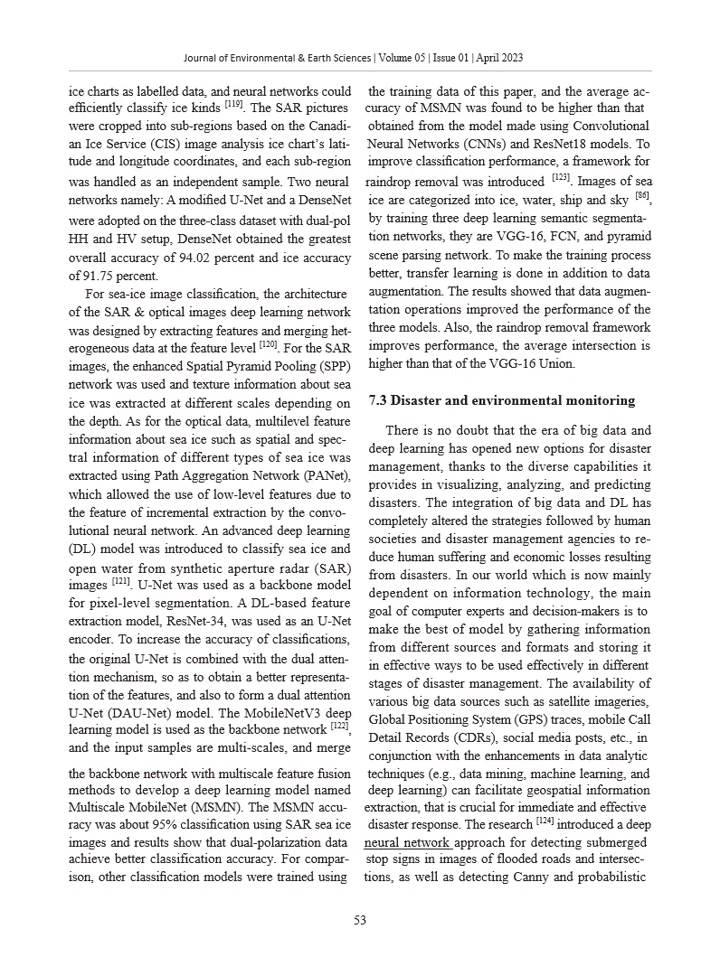 Journal of Environmental & Earth Sciences | Volume 05 | Issue 01 | April 2023
ice charts as labelled data, and neural networks could
efficiently classify ice kinds [119]. The SAR pictures
were cropped into sub-regions based on the Canadi-
an Ice Service (CIS) image analysis ice chart's lati-
tude and longitude coordinates, and each sub-region
was handled as an independent sample. Two neural
networks namely: A modified U-Net and a DenseNet
were adopted on the three-class dataset with dual-pol
HH and HV setup, DenseNet obtained the greatest
overall accuracy of 94.02 percent and ice accuracy
of 91.75 percent.
For sea-ice image classification, the architecture
of the SAR & optical images deep learning network
was designed by extracting features and merging het-
erogeneous data at the feature level [120]. For the SAR
images, the enhanced Spatial Pyramid Pooling (SPP)
network was used and texture information about sea
ice was extracted at different scales depending on
the depth. As for the optical data, multilevel feature
information about sea ice such as spatial and spec-
tral information of different types of sea ice was
extracted using Path Aggregation Network (PANet),
which allowed the use of low-level features due to
the feature of incremental extraction by the convo-
lutional neural network. An advanced deep learning
(DL) model was introduced to classify sea ice and
open water from synthetic aperture radar (SAR)
images [121]. U-Net was used as a backbone model
for pixel-level segmentation. A DL-based feature
extraction model, ResNet-34, was used as an U-Net
encoder. To increase the accuracy of classifications,
the original U-Net is combined with the dual atten-
tion mechanism, so as to obtain a better representa-
tion of the features, and also to form a dual attention
U-Net (DAU-Net) model. The MobileNetV3 deep
learning model is used as the backbone network [122],
and the input samples are multi-scales, and merge
the backbone network with multiscale feature fusion
methods to develop a deep learning model named
Multiscale MobileNet (MSMN). The MSMN accu-
racy was about 95% classification using SAR sea ice
images and results show that dual-polarization data
achieve better classification accuracy. For compar-
ison, other classification models were trained using
the training data of this paper, and the average ac-
curacy of MSMN was found to be higher than that
obtained from the model made using Convolutional
Neural Networks (CNNs) and ResNet18 models. To
improve classification performance, a framework for
raindrop removal was introduced [123]. Images of sea
ice are categorized into ice, water, ship and sky [86],
by training three deep learning semantic segmenta-
tion networks, they are VGG-16, FCN, and pyramid
scene parsing network. To make the training process
better, transfer learning is done in addition to data
augmentation. The results showed that data augmen-
tation operations improved the performance of the
three models. Also, the raindrop removal framework
improves performance, the average intersection is
higher than that of the VGG-16 Union.
7.3 Disaster and environmental monitoring
There is no doubt that the era of big data and
deep learning has opened new options for disaster
management, thanks to the diverse capabilities it
provides in visualizing, analyzing, and predicting
disasters. The integration of big data and DL has
completely altered the strategies followed by human
societies and disaster management agencies to re-
duce human suffering and economic losses resulting
from disasters. In our world which is now mainly
dependent on information technology, the main
goal of computer experts and decision-makers is to
make the best of model by gathering information
from different sources and formats and storing it
in effective ways to be used effectively in different
stages of disaster management. The availability of
various big data sources such as satellite imageries,
Global Positioning System (GPS) traces, mobile Call
Detail Records (CDRs), social media posts, etc., in
conjunction with the enhancements in data analytic
techniques (e.g., data mining, machine learning, and
deep learning) can facilitate geospatial information
extraction, that is crucial for immediate and effective
disaster response. The research [124] introduced a deep
neural network approach for detecting submerged
stop signs in images of flooded roads and intersec-
tions, as well as detecting Canny and probabilistic
53